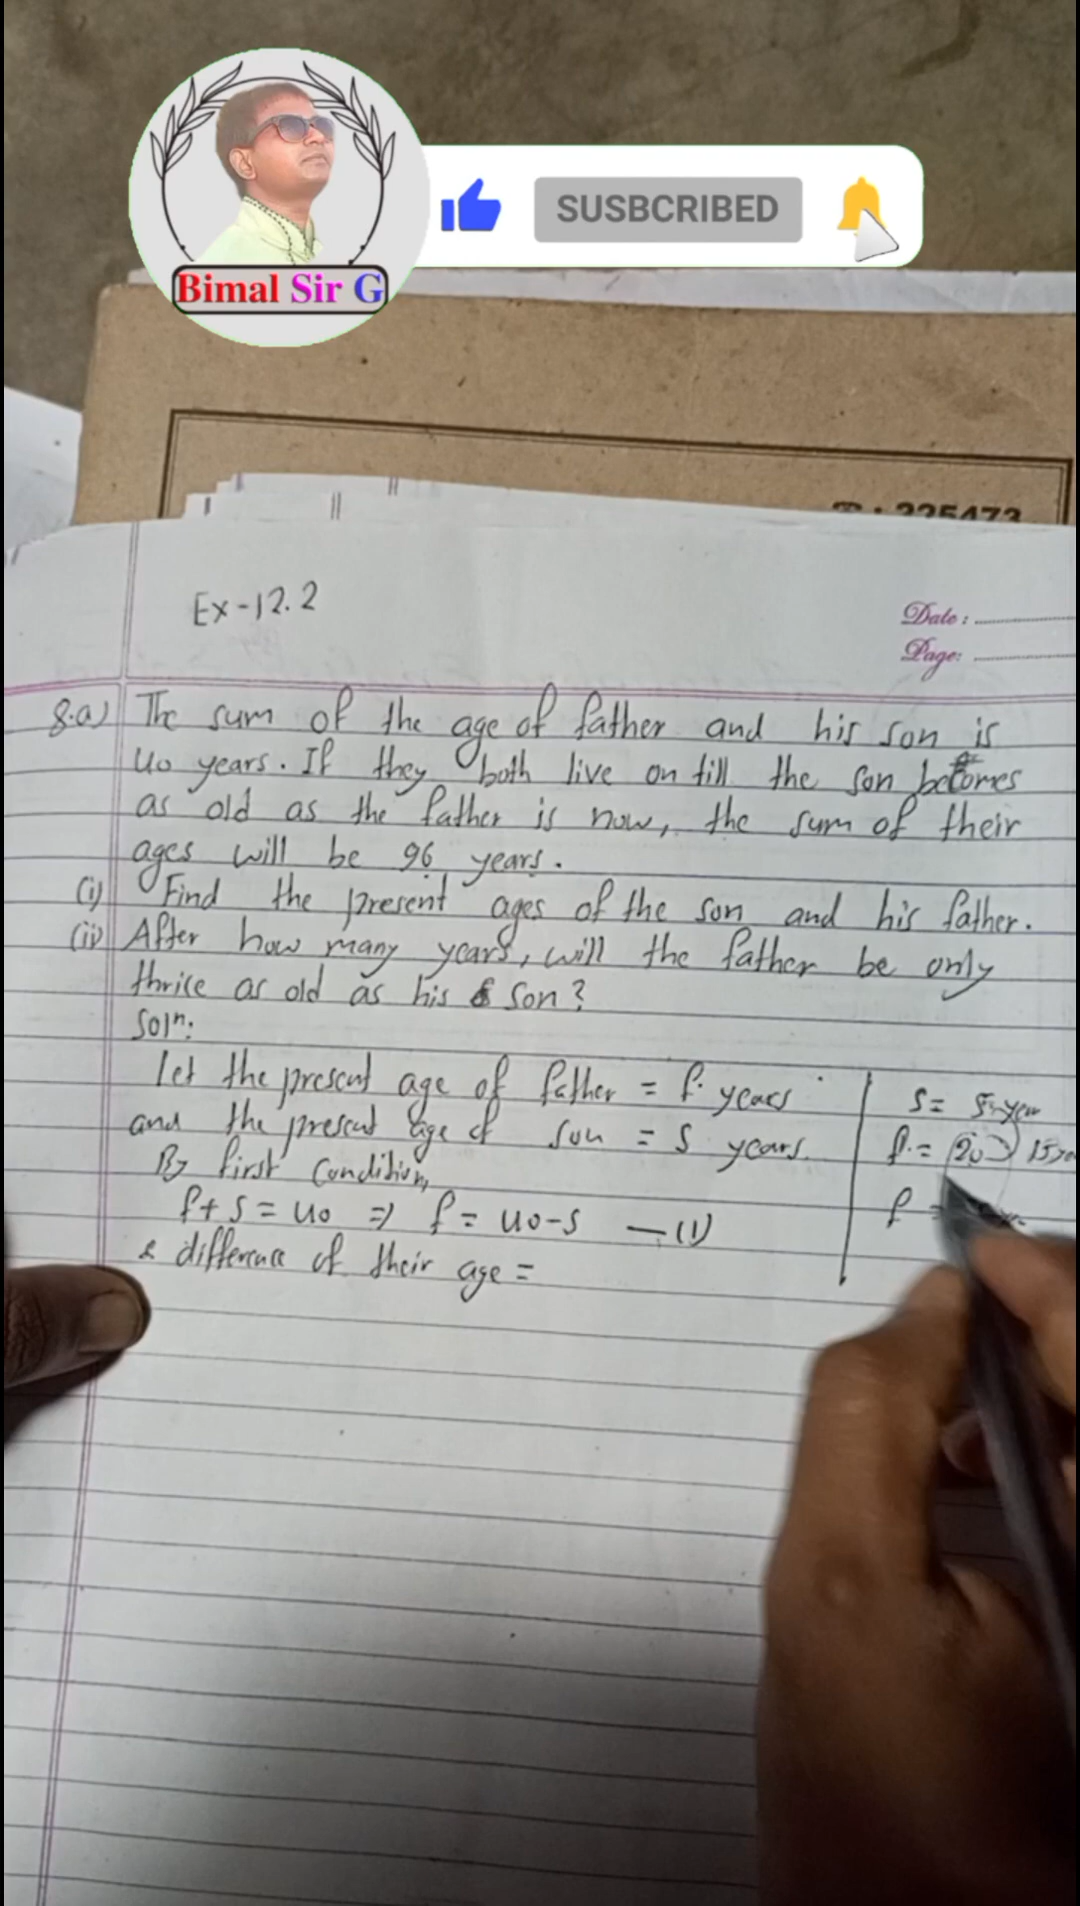 SUSBCRIBED
Bimal Sir G
: 225473
Ex-12.2
Date :
Page:
8.a) The sum of the age of father and his son is
40 years. If they both live on till the son becomes
as old as the father is now, the sum of their
ages will be 96 years.
(i) Find the present ages of the son and his father.
(ii) After how many years, will the father be only
thrice as old as his son?
Soln:
let the present age of father = f. years
and the present age of son = s years.
By first condition,
f+s = 40 => f = 40-s —(1)
& difference of their age =
s = 5 year
f. = 20 15
f =